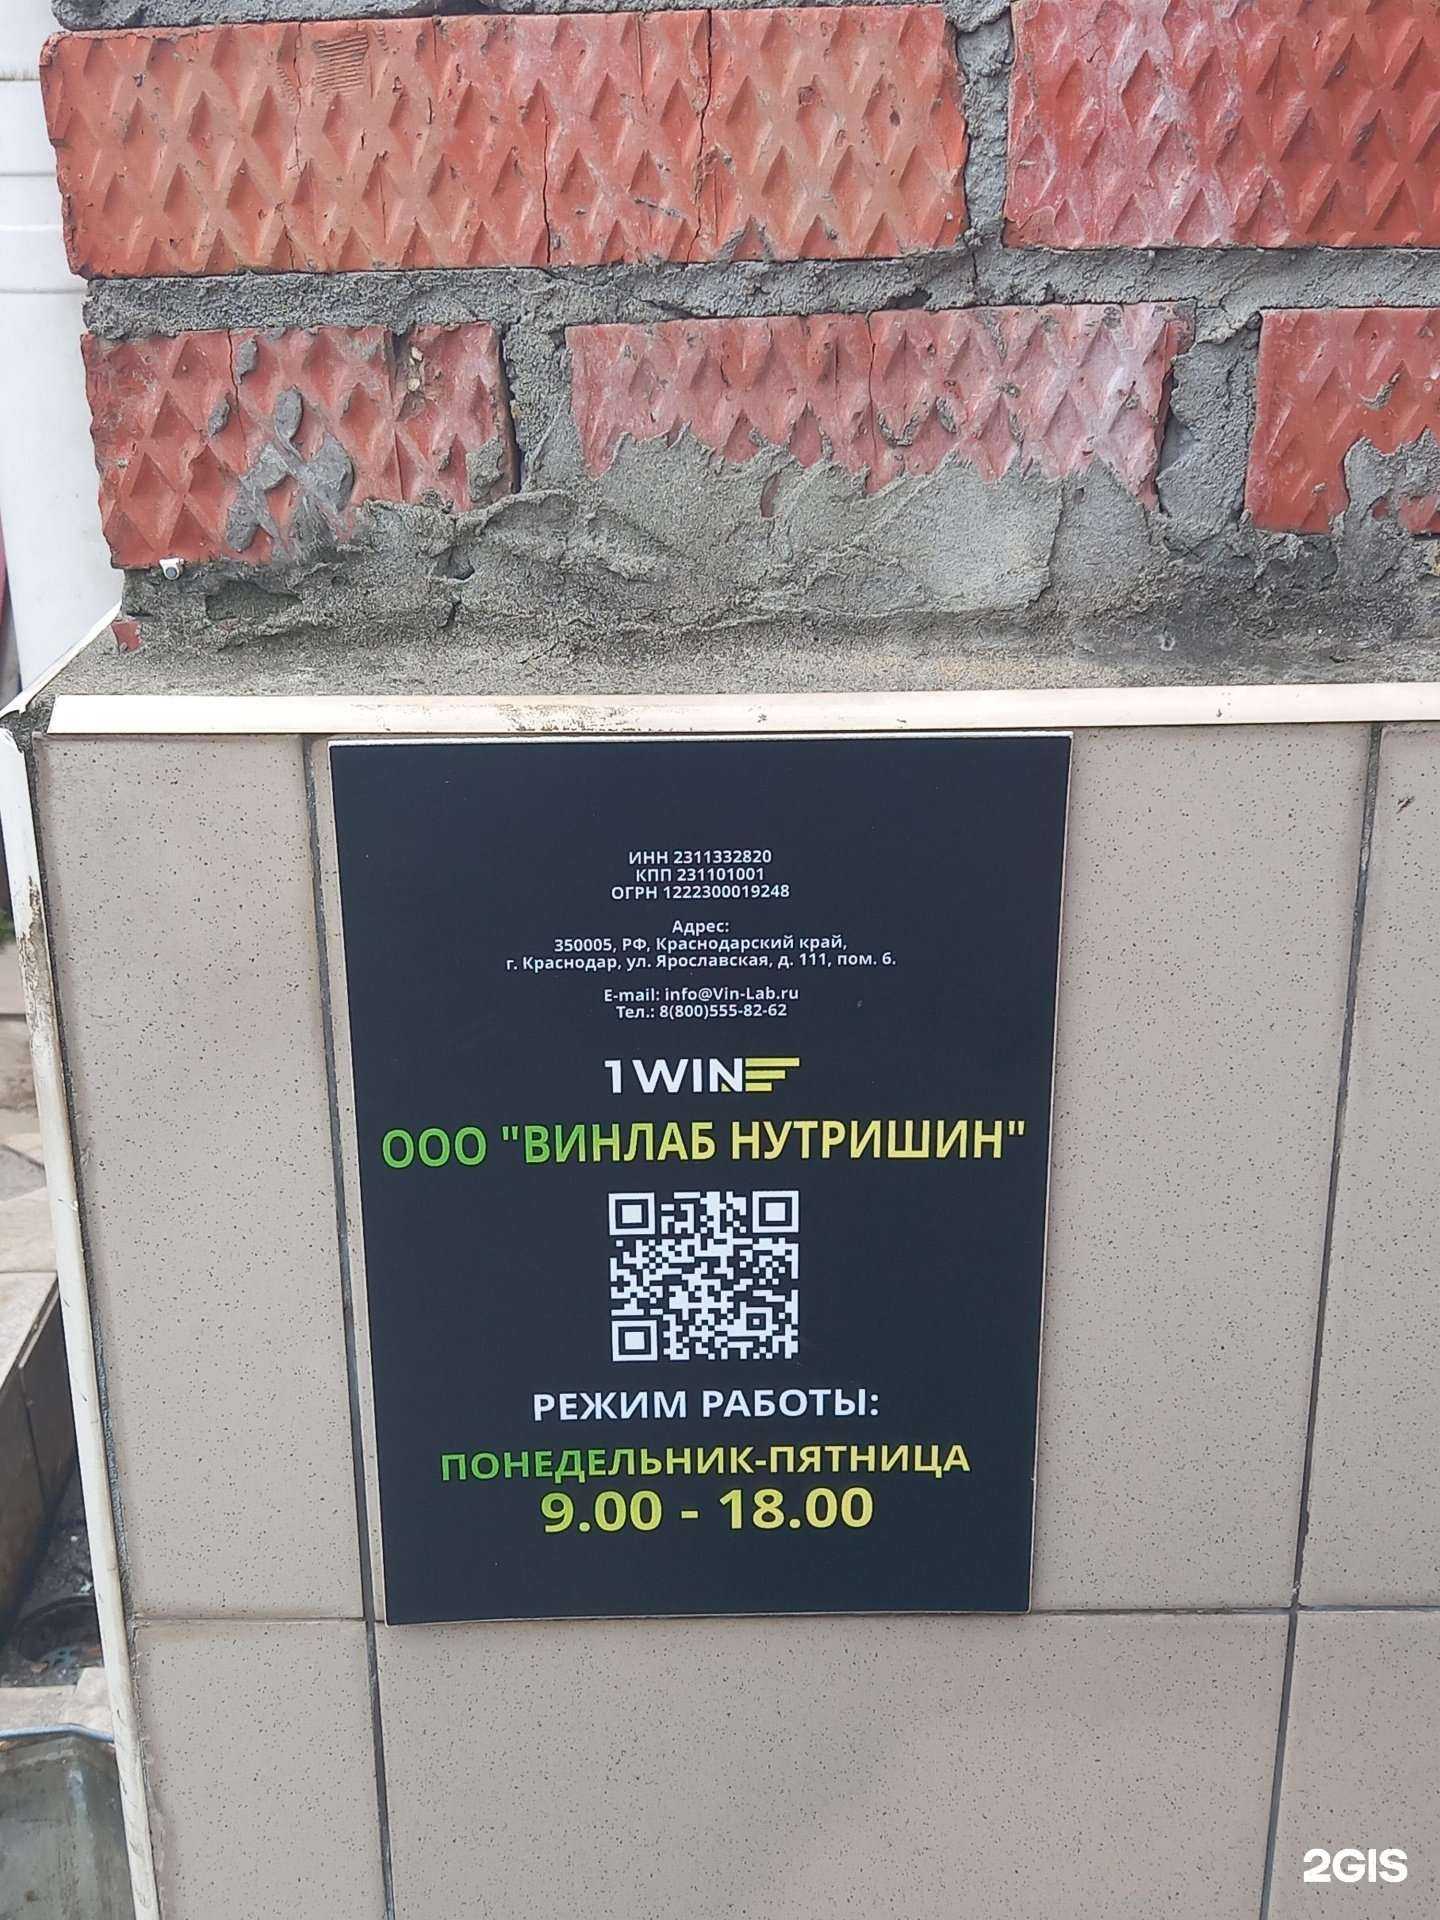 ИНН 2311332820
КПП 231101001
ОГРН 1222300019248
Адрес:
350005, РФ, Краснодарский край,
г. Краснодар, ул. Ярославская, д. 111, пом. 6.
E-mail: info@Vin-Lab.ru
Тел.: 8(800)555-82-62
1WIN
ООО "ВИНЛАБ НУТРИШИН"
РЕЖИМ РАБОТЫ:
ПОНЕДЕЛЬНИК-ПЯТНИЦА
9.00 - 18.00
2GIS